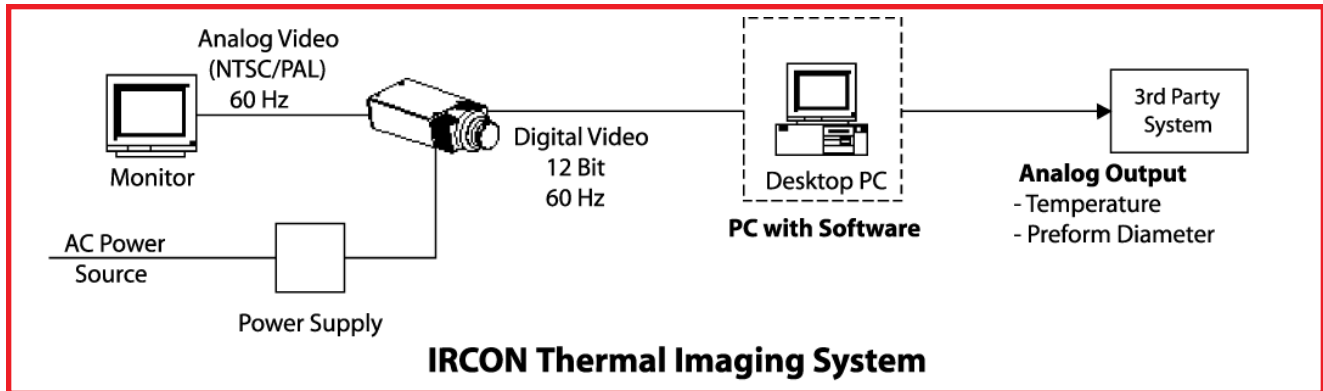 Analog Video
(NTSC/PAL)
60 Hz
Monitor
Digital Video
12 Bit
60 Hz
Desktop PC
PC with Software
3rd Party
System
Analog Output
- Temperature
- Preform Diameter
AC Power
Source
Power Supply
IRCON Thermal Imaging System